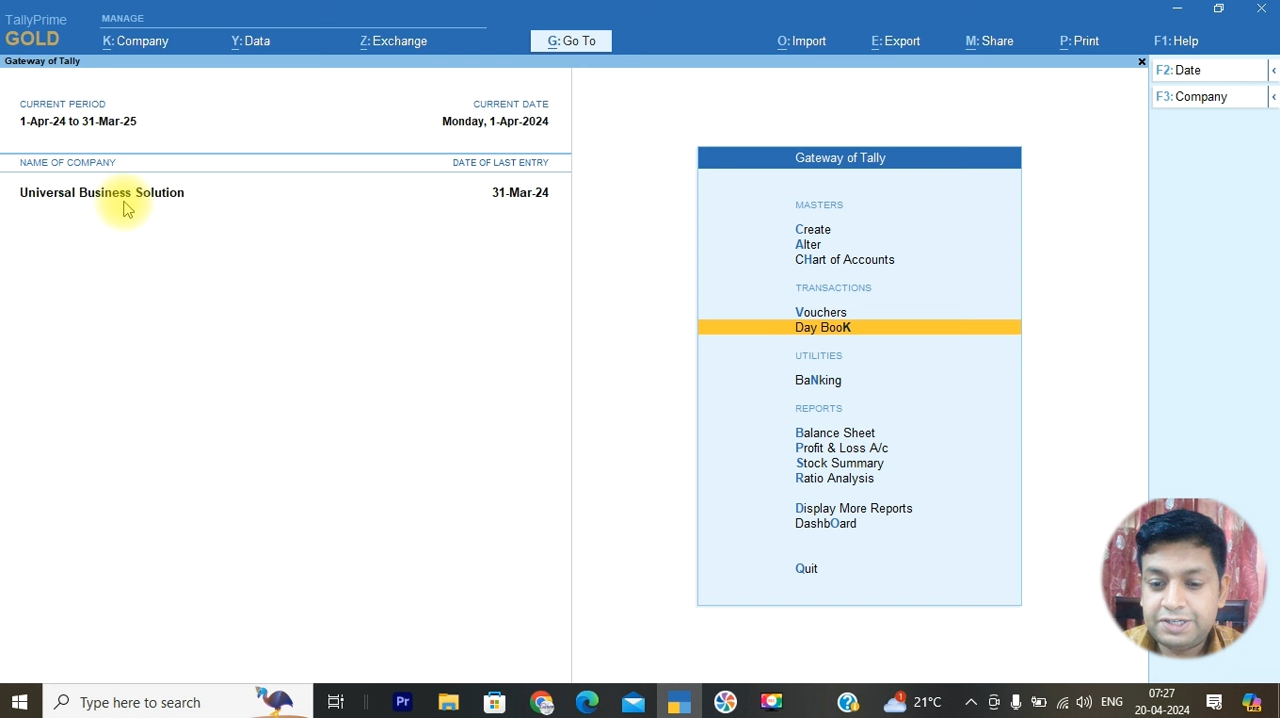 TallyPrime
GOLD
MANAGE
K: Company
Y: Data
Z: Exchange
G: Go To
O: Import
E: Export
M: Share
P: Print
F1: Help
Gateway of Tally
F2: Date
F3: Company
CURRENT PERIOD
CURRENT DATE
1-Apr-24 to 31-Mar-25
Monday, 1-Apr-2024
NAME OF COMPANY
DATE OF LAST ENTRY
Universal Business Solution
31-Mar-24
Gateway of Tally
MASTERS
Create
Alter
CHart of Accounts
TRANSACTIONS
Vouchers
Day BooK
UTILITIES
BaNking
REPORTS
Balance Sheet
Profit & Loss A/c
Stock Summary
Ratio Analysis
Display More Reports
DashbOard
Quit
Type here to search
Pr
21°C
ENG
07:27
20-04-2024